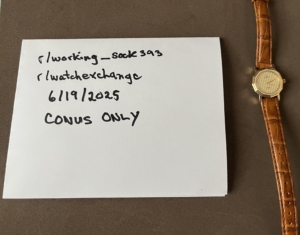 r/working_sock393
r/watchexchange
6/19/2025
CONUS ONLY